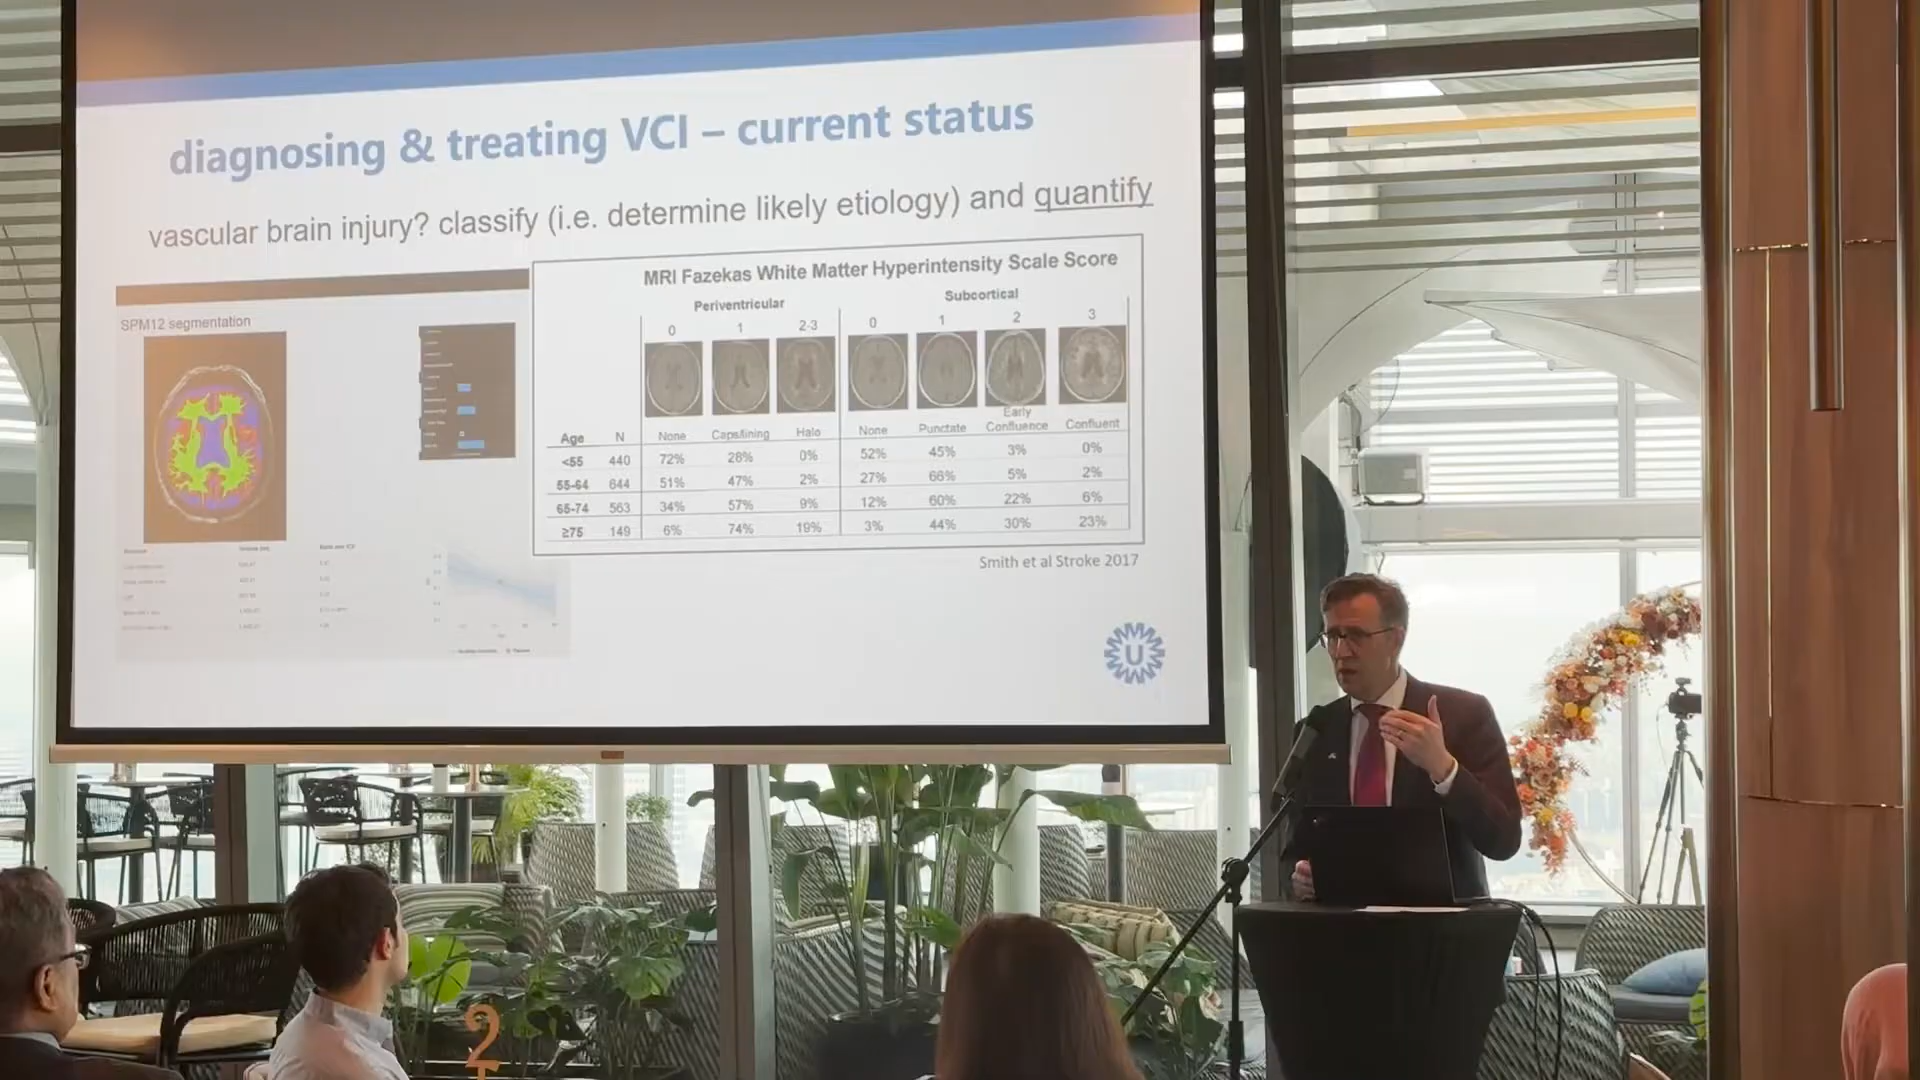 diagnosing & treating VCI – current status
vascular brain injury? classify (i.e. determine likely etiology) and quantify
SPM12 segmentation
MRI Fazekas White Matter Hyperintensity Scale Score
Periventricular Subcortical
0 1 2-3 0 1 2 3
Age N None Caps/lining Halo None Punctate Early Confluence Confluent
<55 440 72% 28% 0% 52% 45% 3% 0%
55-64 644 51% 47% 2% 27% 66% 5% 2%
65-74 563 34% 57% 9% 12% 60% 22% 6%
≥75 149 6% 74% 19% 3% 44% 30% 23%
Smith et al Stroke 2017
U
2